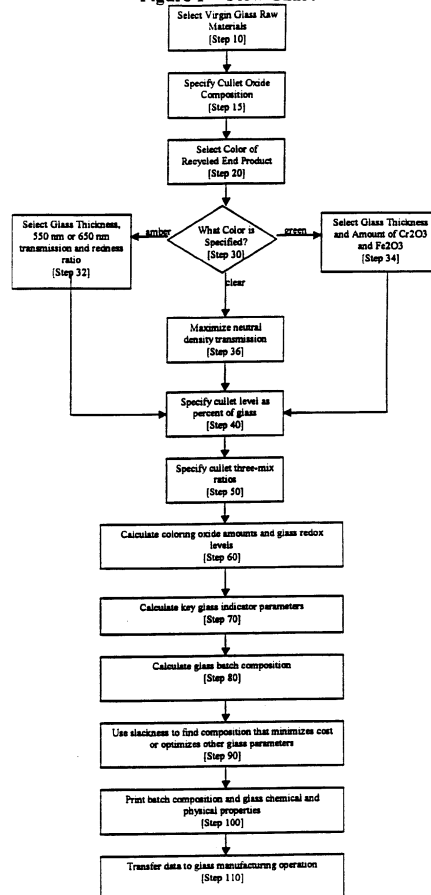 Select Virgin Glass Raw
Materials
[Step 10]
Specify Cullet Oxide
Composition
[Step 15]
Select Color of
Recycled End Product
[Step 20]
What Color is
Specified?
[Step 30]
amber
green
clear
Select Glass Thickness,
550 nm or 650 nm
transmission and redness
ratio
[Step 32]
Select Glass Thickness
and Amount of Cr2O3
and Fe2O3
[Step 34]
Maximize neutral
density transmission
[Step 36]
Specify cullet level as
percent of glass
[Step 40]
Specify cullet three-mix
ratios
[Step 50]
Calculate coloring oxide amounts and glass redox
levels
[Step 60]
Calculate key glass indicator parameters
[Step 70]
Calculate glass batch composition
[Step 80]
Use slackness to find composition that minimizes cost
or optimizes other glass parameters
[Step 90]
Print batch composition and glass chemical and
physical properties
[Step 100]
Transfer data to glass manufacturing operation
[Step 110]